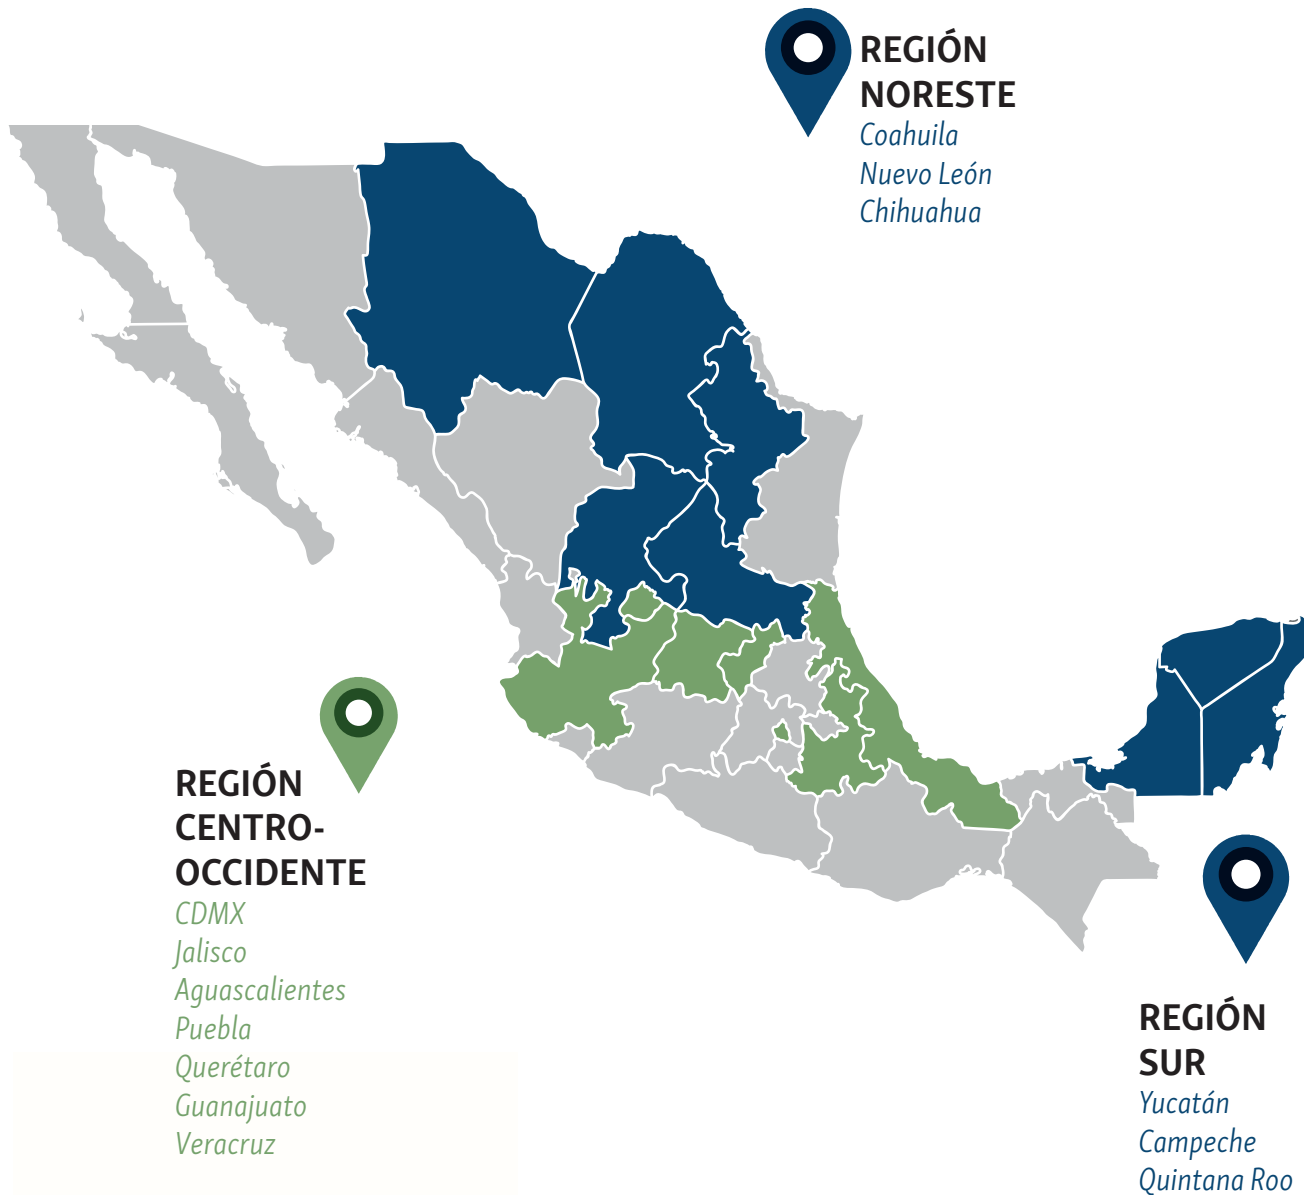 REGIÓN
NORESTE
Coahuila
Nuevo León
Chihuahua
REGIÓN
CENTRO-
OCCIDENTE
CDMX
Jalisco
Aguascalientes
Puebla
Querétaro
Guanajuato
Veracruz
REGIÓN
SUR
Yucatán
Campeche
Quintana Roo